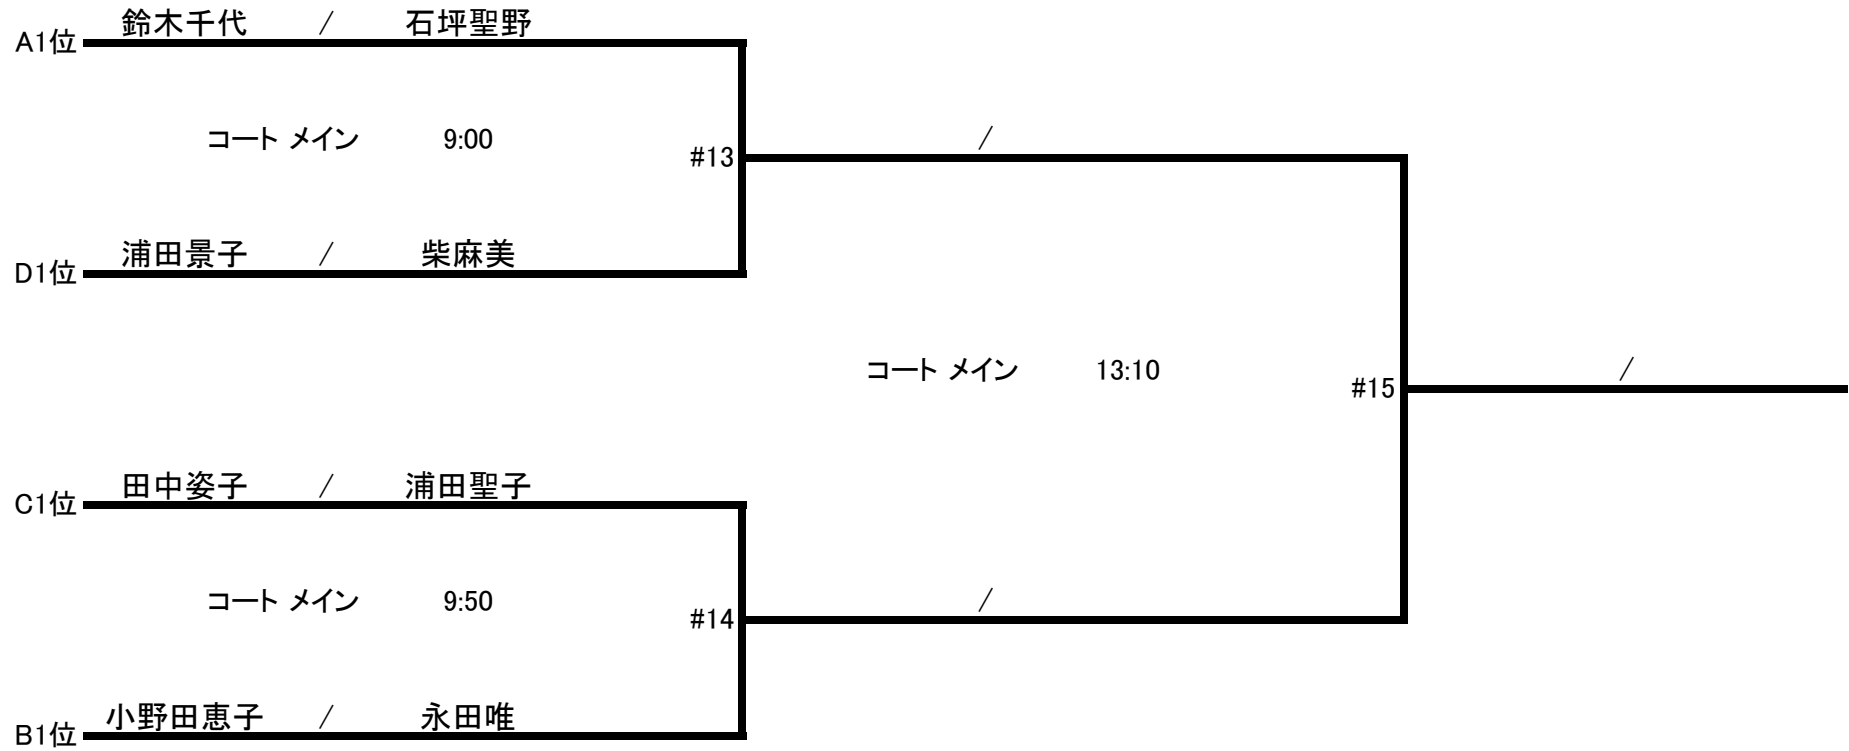 A1位 鈴木千代 / 石坪聖野
コート メイン 9:00
#13 /
D1位 浦田景子 / 柴麻美
コート メイン 13:10
#15 /
C1位 田中姿子 / 浦田聖子
コート メイン 9:50
#14 /
B1位 小野田恵子 / 永田唯